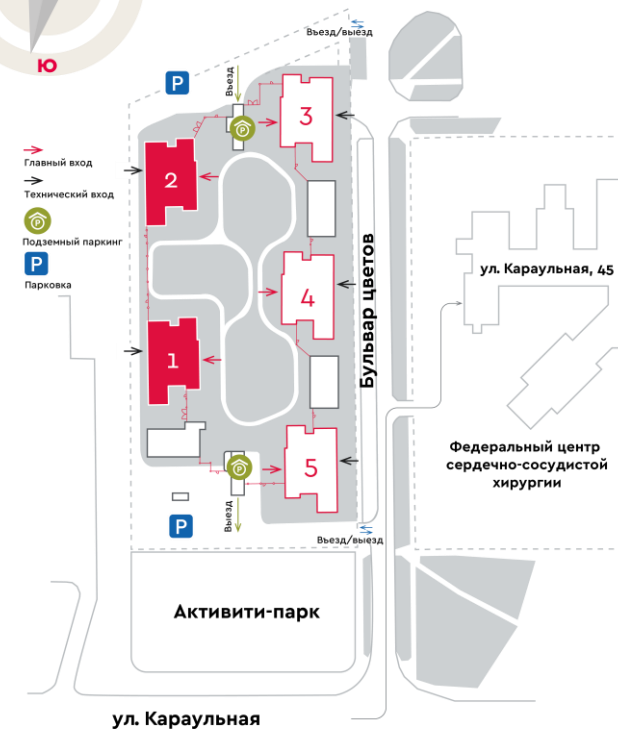 Ю
P
Въезд/выезд
Въезд
P
3
2
Главный вход
Технический вход
P
Подземный паркинг
P
Парковка
Бульвар цветов
ул. Караульная, 45
4
1
Федеральный центр
сердечно-сосудистой
хирургии
5
P
P
Выезд
Въезд/выезд
Активити-парк
ул. Караульная